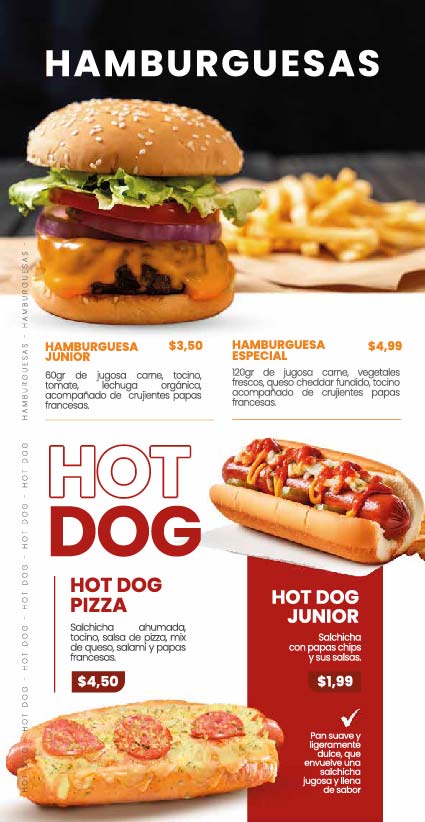 HAMBURGUESAS
HAMBURGUESAS - HAMBURGUESAS -
HAMBURGUESA
JUNIOR
$3,50
60gr de jugosa carne, tocino,
tomate, lechuga orgánica,
acompañado de crujientes papas
francesas.
HAMBURGUESA
ESPECIAL
$4,99
120gr de jugosa carne, vegetales
frescos, queso cheddar fundido, tocino
acompañado de crujientes papas
francesas.
HOT
DOG
HOT DOG - HOT DOG - HOT DOG - HOT DOG - HOT DOG - HOT DOG
HOT DOG
PIZZA
Salchicha ahumada,
tocino, salsa de pizza, mix
de queso, salami y papas
francesas.
$4,50
HOT DOG
JUNIOR
Salchicha
con papas chips
y sus salsas.
$1,99
Pan suave y
ligeramente
dulce, que
envuelve una
salchicha
jugosa y llena
de sabor